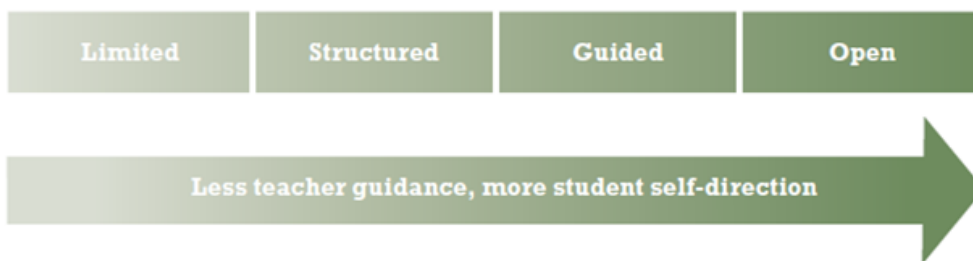 Limited
Structured
Guided
Open
Less teacher guidance, more student self-direction